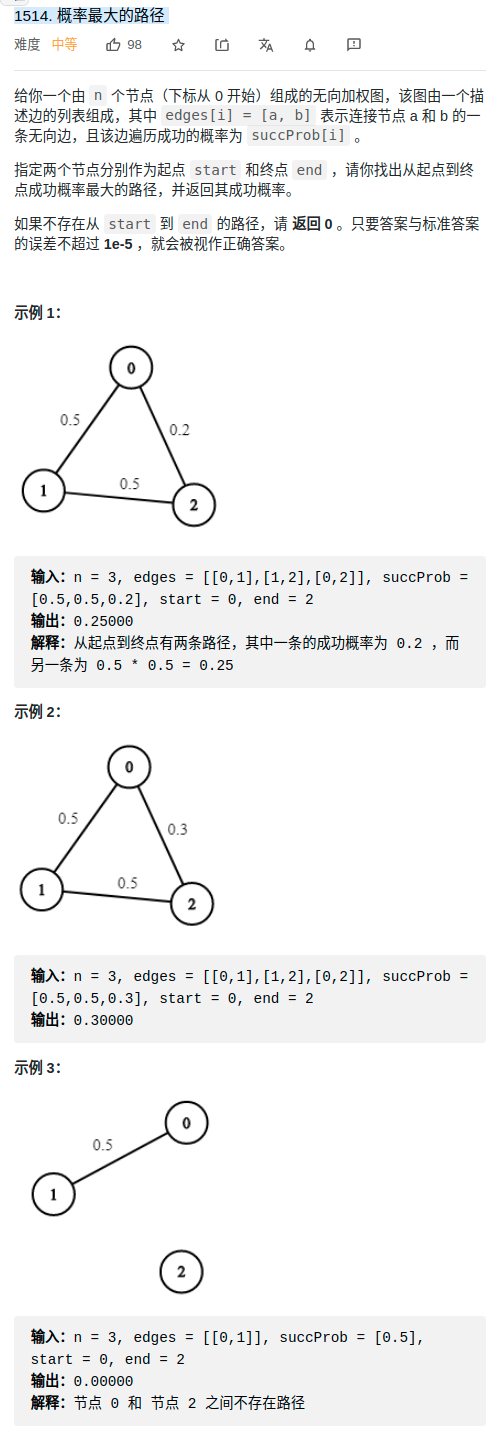 1514. 概率最大的路径
难度 中等 98
给你一个由 n 个节点（下标从 0 开始）组成的无向加权图，该图由一个描
述边的列表组成，其中 edges[i] = [a, b] 表示连接节点 a 和 b 的一
条无向边，且该边遍历成功的概率为 succProb[i] 。
指定两个节点分别作为起点 start 和终点 end ，请你找出从起点到终
点成功概率最大的路径，并返回其成功概率。
如果不存在从 start 到 end 的路径，请 返回 0 。只要答案与标准答案
的误差不超过 1e-5 ，就会被视作正确答案。
示例 1：
0
0.5
0.2
1
0.5
2
输入：n = 3, edges = [[0,1],[1,2],[0,2]], succProb =
[0.5,0.5,0.2], start = 0, end = 2
输出：0.25000
解释：从起点到终点有两条路径，其中一条的成功概率为 0.2 ，而
另一条为 0.5 * 0.5 = 0.25
示例 2：
0
0.5
0.3
1
0.5
2
输入：n = 3, edges = [[0,1],[1,2],[0,2]], succProb =
[0.5,0.5,0.3], start = 0, end = 2
输出：0.30000
示例 3：
0
0.5
1
2
输入：n = 3, edges = [[0,1]], succProb = [0.5],
start = 0, end = 2
输出：0.00000
解释：节点 0 和 节点 2 之间不存在路径